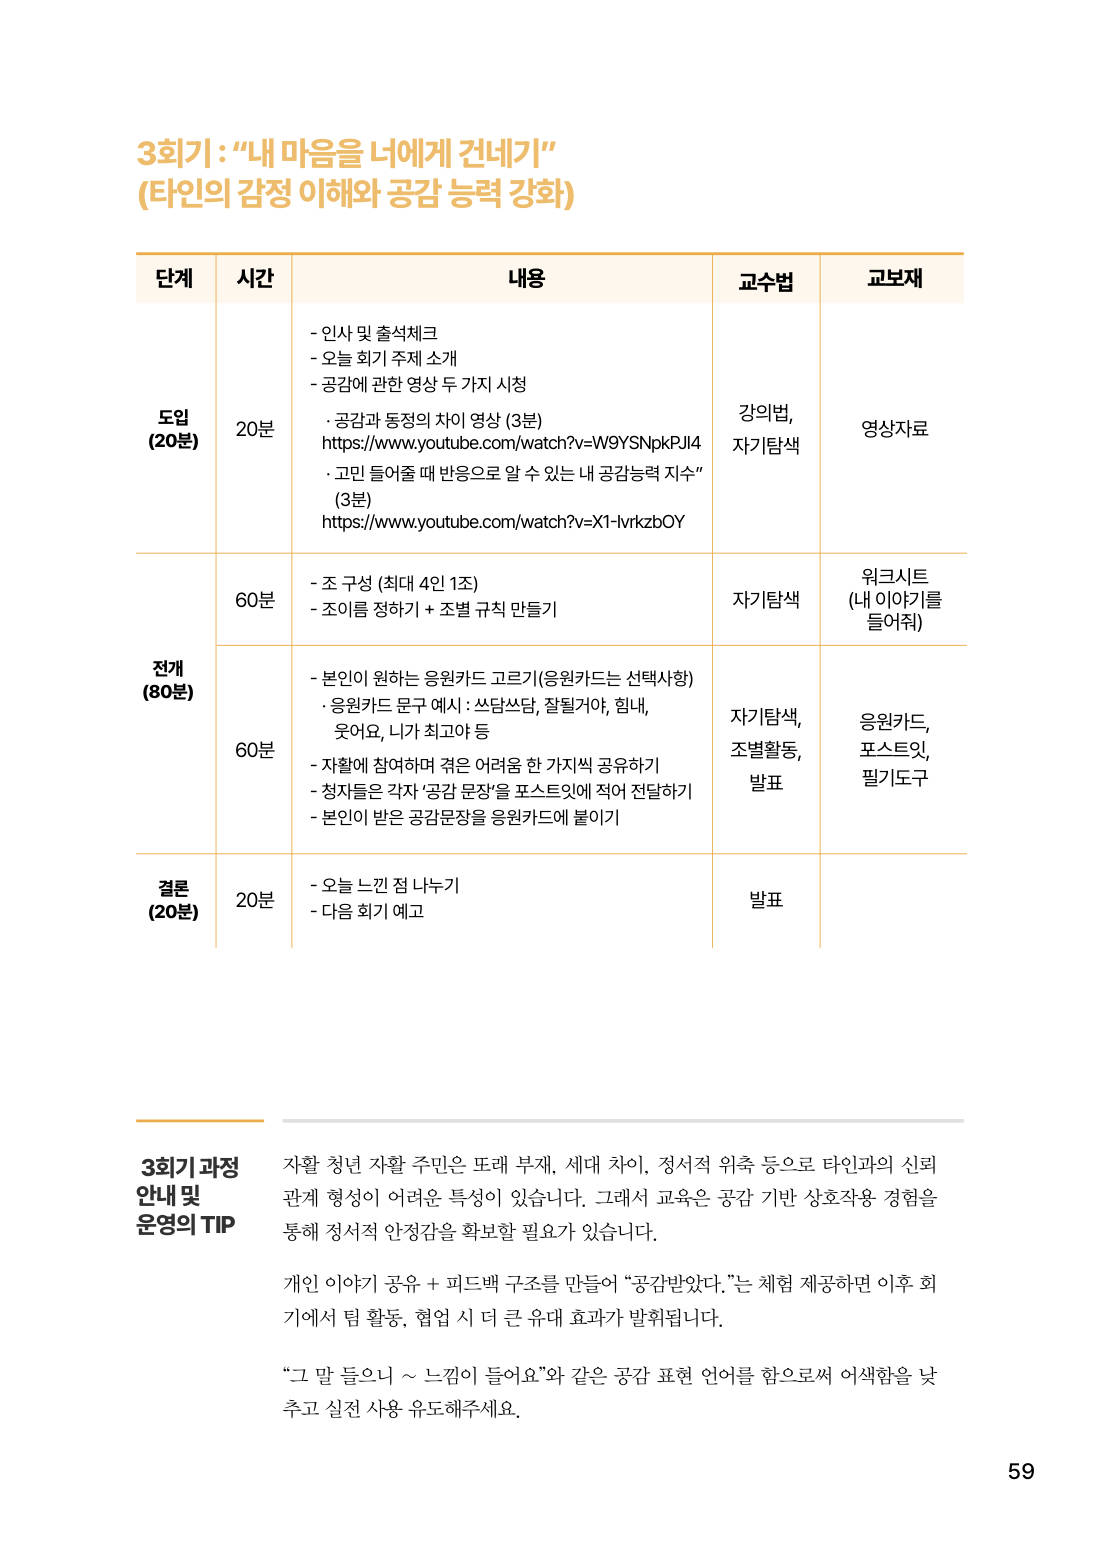 3회기 : “내 마음을 너에게 건네기”
(타인의 감정 이해와 공감 능력 강화)
단계 시간 내용 교수법 교보재
도입
(20분)
20분
- 인사 및 출석체크
- 오늘 회기 주제 소개
- 공감에 관한 영상 두 가지 시청
· 공감과 동정의 차이 영상 (3분)
https://www.youtube.com/watch?v=W9YSNpkPJI4
· 고민 들어줄 때 반응으로 알 수 있는 내 공감능력 지수”
(3분)
https://www.youtube.com/watch?v=X1-IvrkzbOY
강의법,
자기탐색
영상자료
전개
(80분)
60분
- 조 구성 (최대 4인 1조)
- 조이름 정하기 + 조별 규칙 만들기
자기탐색
워크시트
(내 이야기를
들어줘)
60분
- 본인이 원하는 응원카드 고르기(응원카드는 선택사항)
· 응원카드 문구 예시 : 쓰담쓰담, 잘될거야, 힘내,
웃어요, 니가 최고야 등
- 자활에 참여하며 겪은 어려움 한 가지씩 공유하기
- 청자들은 각자 ‘공감 문장’을 포스트잇에 적어 전달하기
- 본인이 받은 공감문장을 응원카드에 붙이기
자기탐색,
조별활동,
발표
응원카드,
포스트잇,
필기도구
결론
(20분)
20분
- 오늘 느낀 점 나누기
- 다음 회기 예고
발표
3회기 과정
안내 및
운영의 TIP
자활 청년 자활 주민은 또래 부재, 세대 차이, 정서적 위축 등으로 타인과의 신뢰
관계 형성이 어려운 특성이 있습니다. 그래서 교육은 공감 기반 상호작용 경험을
통해 정서적 안정감을 확보할 필요가 있습니다.
개인 이야기 공유 + 피드백 구조를 만들어 “공감받았다.”는 체험 제공하면 이후 회
기에서 팀 활동, 협업 시 더 큰 유대 효과가 발휘됩니다.
“그 말 들으니 ~ 느낌이 들어요”와 같은 공감 표현 언어를 함으로써 어색함을 낮
추고 실전 사용 유도해주세요.
59